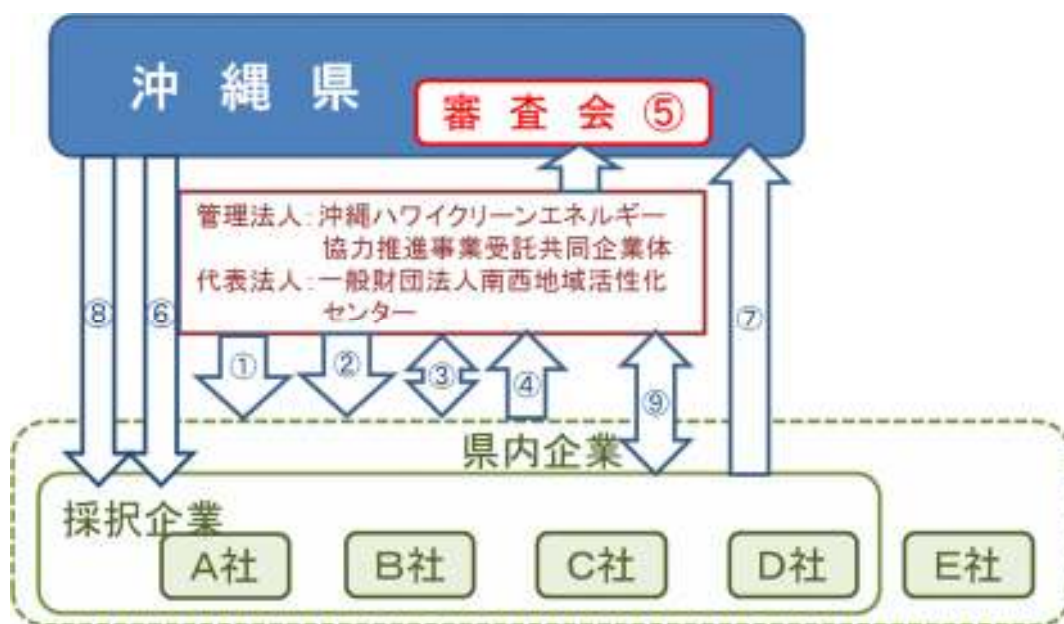 沖縄県
審査会⑤
管理法人:沖縄ハワイクリーンエネルギー
協力推進事業受託共同企業体
代表法人:一般財団法人南西地域活性化
センター
⑧
⑥
⑦
①
②
③
④
⑨
県内企業
採択企業
A社
B社
C社
D社
E社